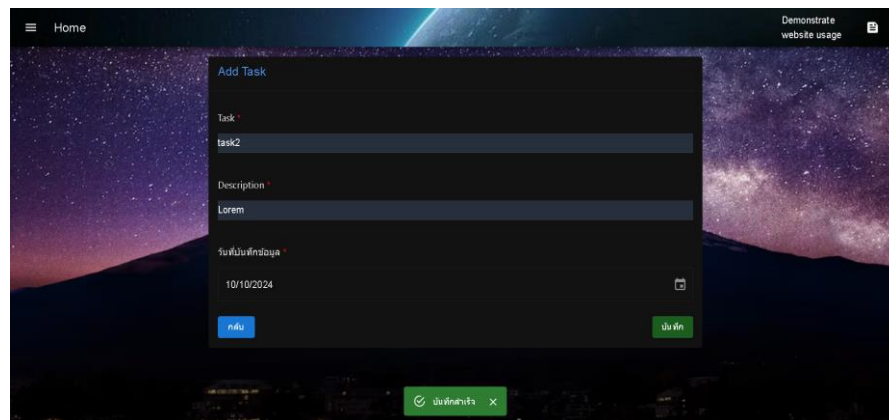 Home
Demonstrate
website usage
Add Task
Task *
task2
Description *
Lorem
วันที่บันทึกข้อมูล *
10/10/2024
กลับ
บันทึก
บันทึกสำเร็จ